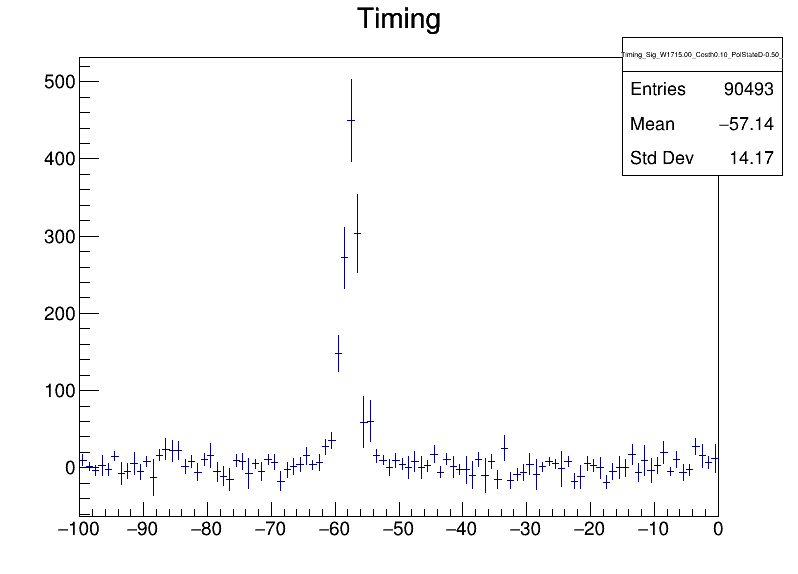 Timing
Timing_Sig_W1715.00_Costh0.10_PolStateD-0.50_
Entries 90493
Mean −57.14
Std Dev 14.17
500
400
300
200
100
0
−100 −90 −80 −70 −60 −50 −40 −30 −20 −10 0